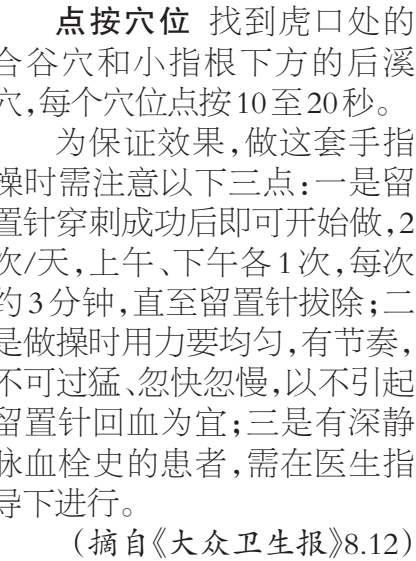 点按穴位 找到虎口处的
合谷穴和小指根下方的后溪
穴,每个穴位点按10至20秒。
为保证效果,做这套手指
操时需注意以下三点:一是留
置针穿刺成功后即可开始做,2
次/天,上午、下午各1次,每次
约3分钟,直至留置针拔除;二
是做操时用力要均匀,有节奏,
不可过猛、忽快忽慢,以不引起
留置针回血为宜;三是有深静
脉血栓史的患者,需在医生指
导下进行。
(摘自《大众卫生报》8.12)